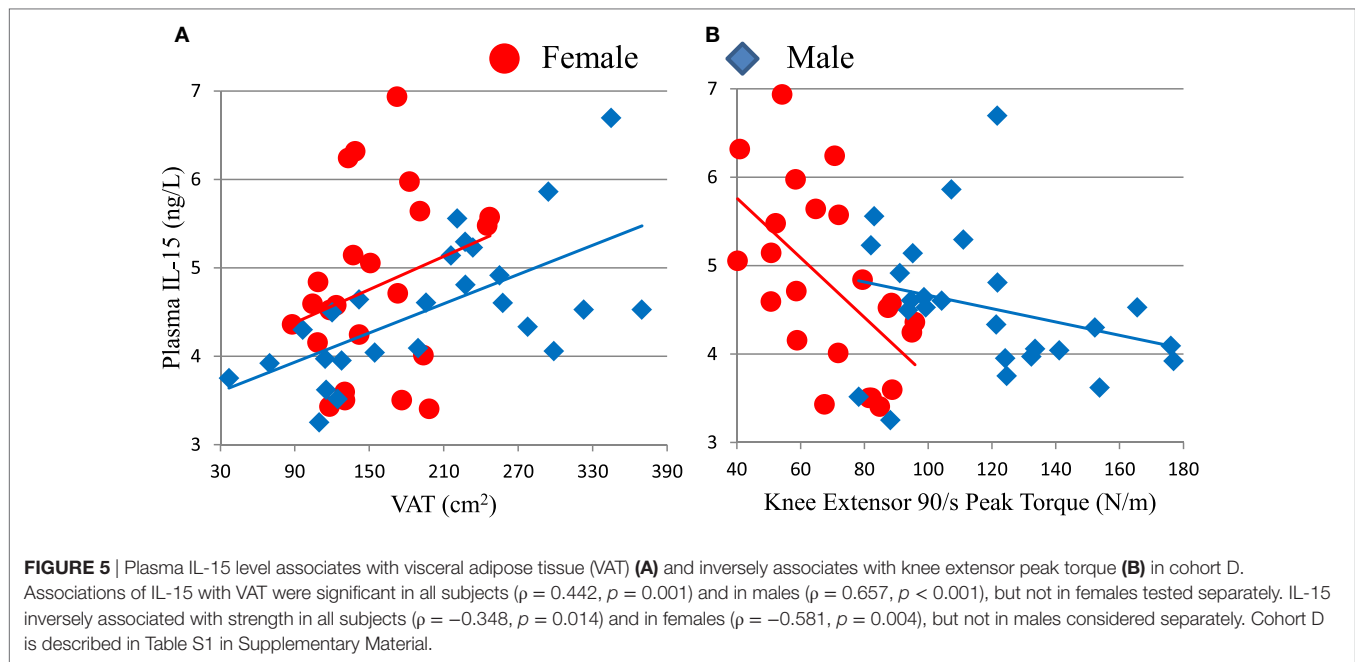 A
B
Female
Male
7
6
5
4
3
Plasma IL-15 (ng/L)
30 90 150 210 270 330 390
VAT (cm²)
7
6
5
4
3
40 60 80 100 120 140 160 180
Knee Extensor 90/s Peak Torque (N/m)
FIGURE 5 | Plasma IL-15 level associates with visceral adipose tissue (VAT) (A) and inversely associates with knee extensor peak torque (B) in cohort D.
Associations of IL-15 with VAT were significant in all subjects (ρ = 0.442, p = 0.001) and in males (ρ = 0.657, p < 0.001), but not in females tested separately. IL-15
inversely associated with strength in all subjects (ρ = −0.348, p = 0.014) and in females (ρ = −0.581, p = 0.004), but not in males considered separately. Cohort D
is described in Table S1 in Supplementary Material.